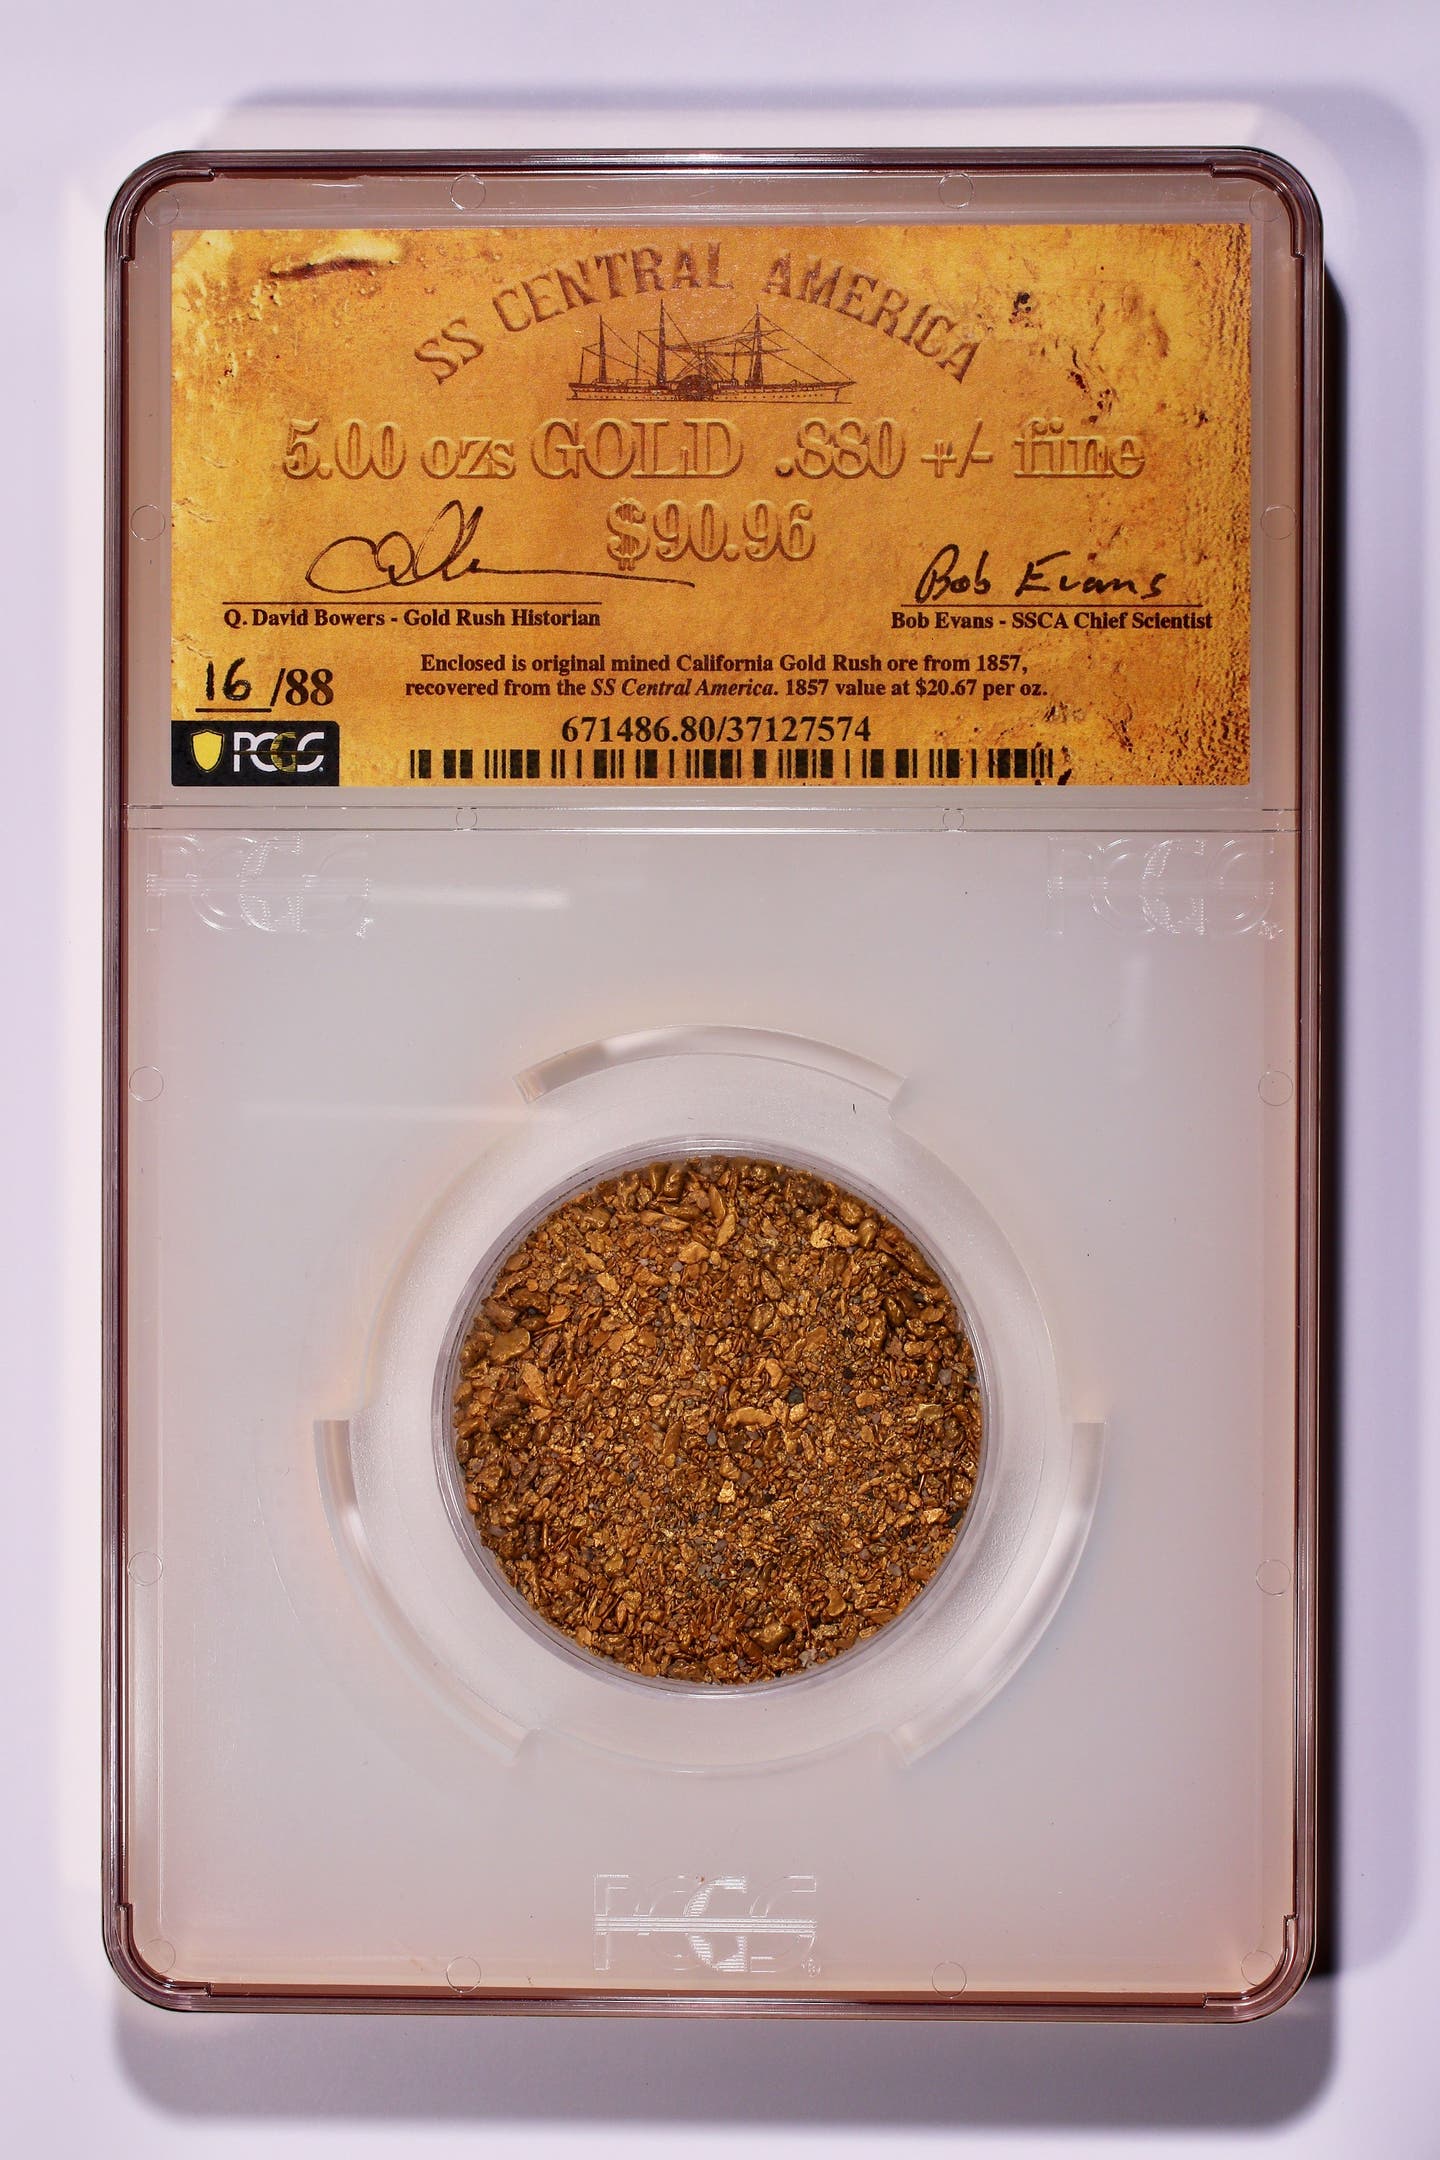 SS CENTRAL AMERICA
5.00 ozs GOLD .880 +/- fine
$90.96
Bob Evans
Q. David Bowers - Gold Rush Historian
Bob Evans - SSCA Chief Scientist
16/88
Enclosed is original mined California Gold Rush ore from 1857,
recovered from the SS Central America. 1857 value at $20.67 per oz.
671486.80/37127574
PCGS
PCGS
PCGS
PCGS